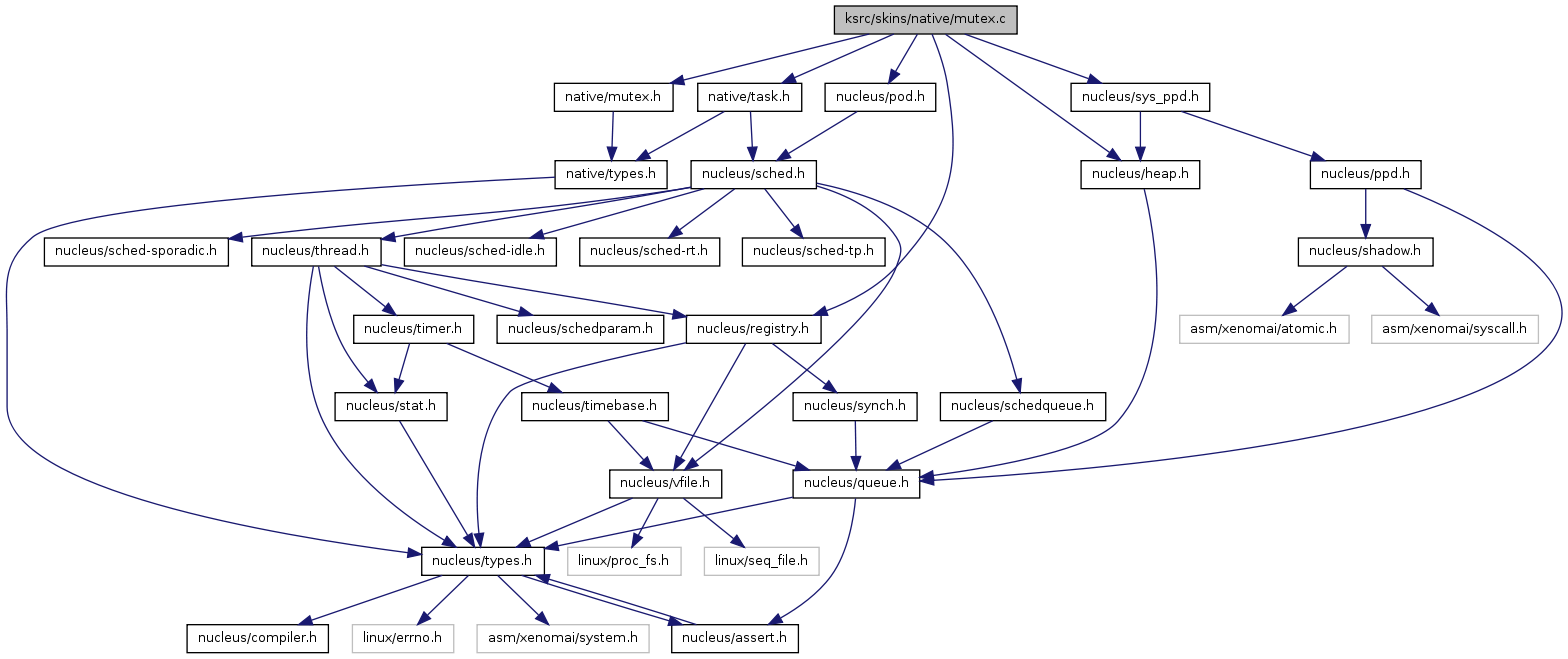 ksrc/skins/native/mutex.c
native/mutex.h
native/task.h
nucleus/pod.h
nucleus/sys_ppd.h
native/types.h
nucleus/sched.h
nucleus/heap.h
nucleus/ppd.h
nucleus/sched-sporadic.h
nucleus/thread.h
nucleus/sched-idle.h
nucleus/sched-rt.h
nucleus/sched-tp.h
nucleus/shadow.h
nucleus/timer.h
nucleus/schedparam.h
nucleus/registry.h
asm/xenomai/atomic.h
asm/xenomai/syscall.h
nucleus/stat.h
nucleus/timebase.h
nucleus/synch.h
nucleus/schedqueue.h
nucleus/vfile.h
nucleus/queue.h
nucleus/types.h
linux/proc_fs.h
linux/seq_file.h
nucleus/compiler.h
linux/errno.h
asm/xenomai/system.h
nucleus/assert.h